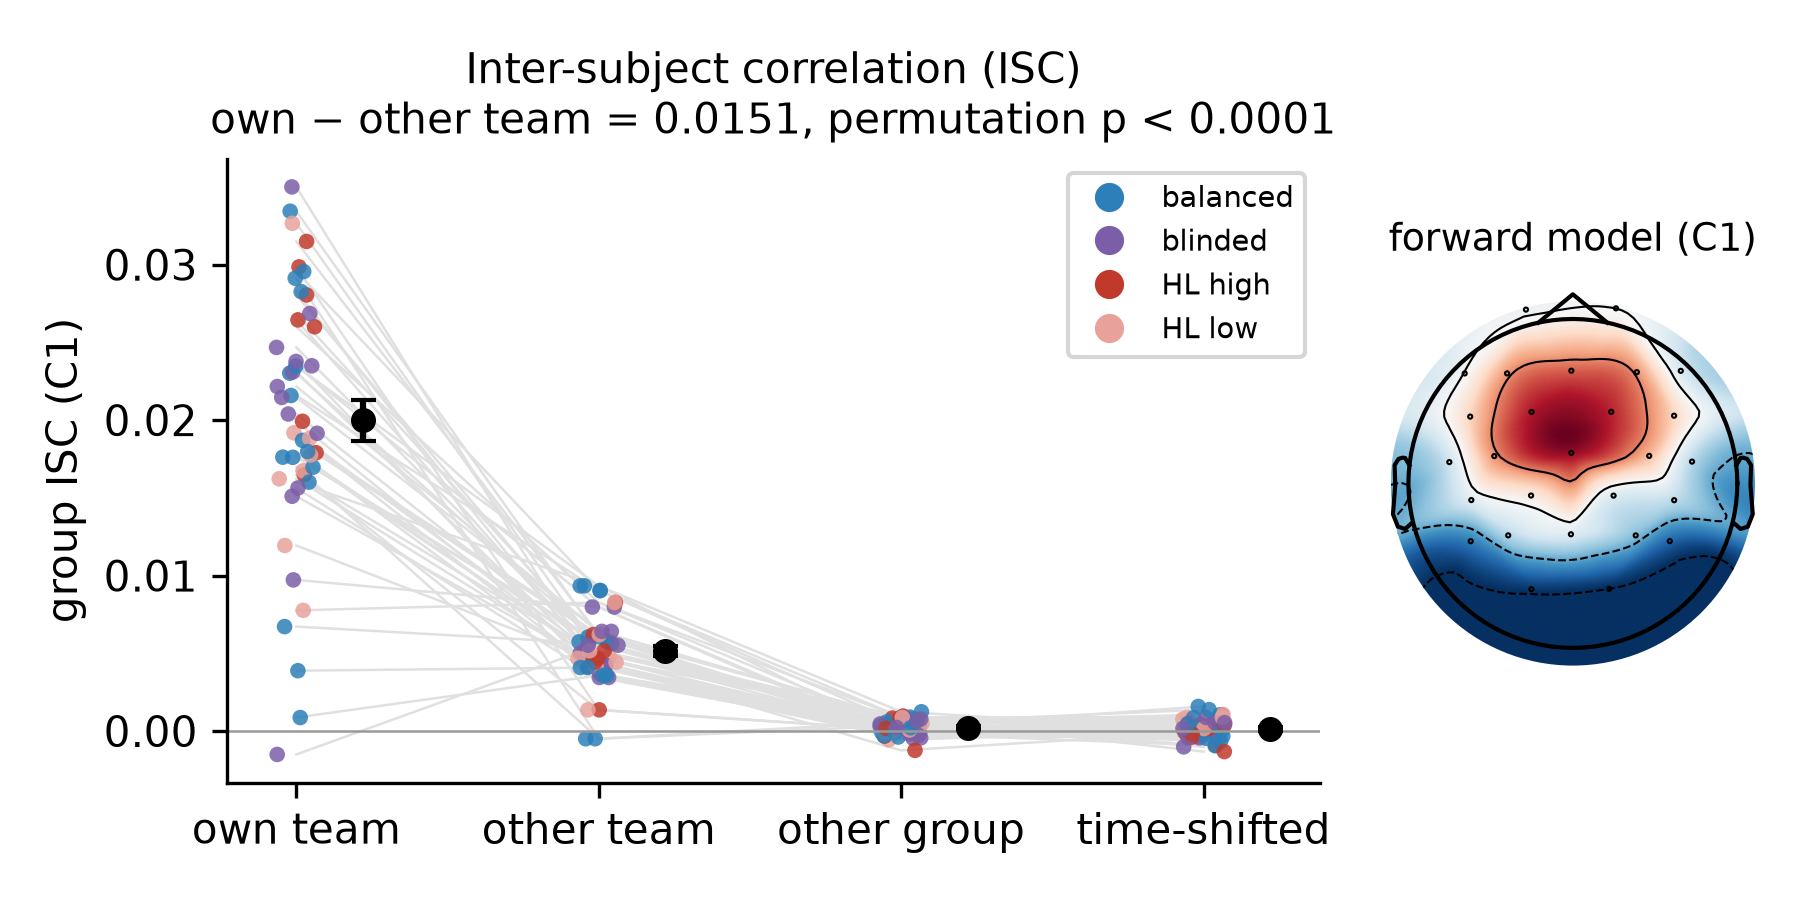 Inter-subject correlation (ISC)
own − other team = 0.0151, permutation p < 0.0001
group ISC (C1)
0.03
0.02
0.01
0.00
own team
other team
other group
time-shifted
balanced
blinded
HL high
HL low
forward model (C1)